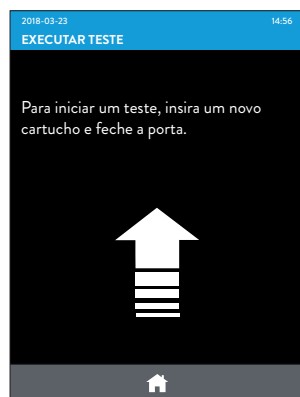 2018-03-23 14:56
EXECUTAR TESTE
Para iniciar um teste, insira um novo
cartucho e feche a porta.